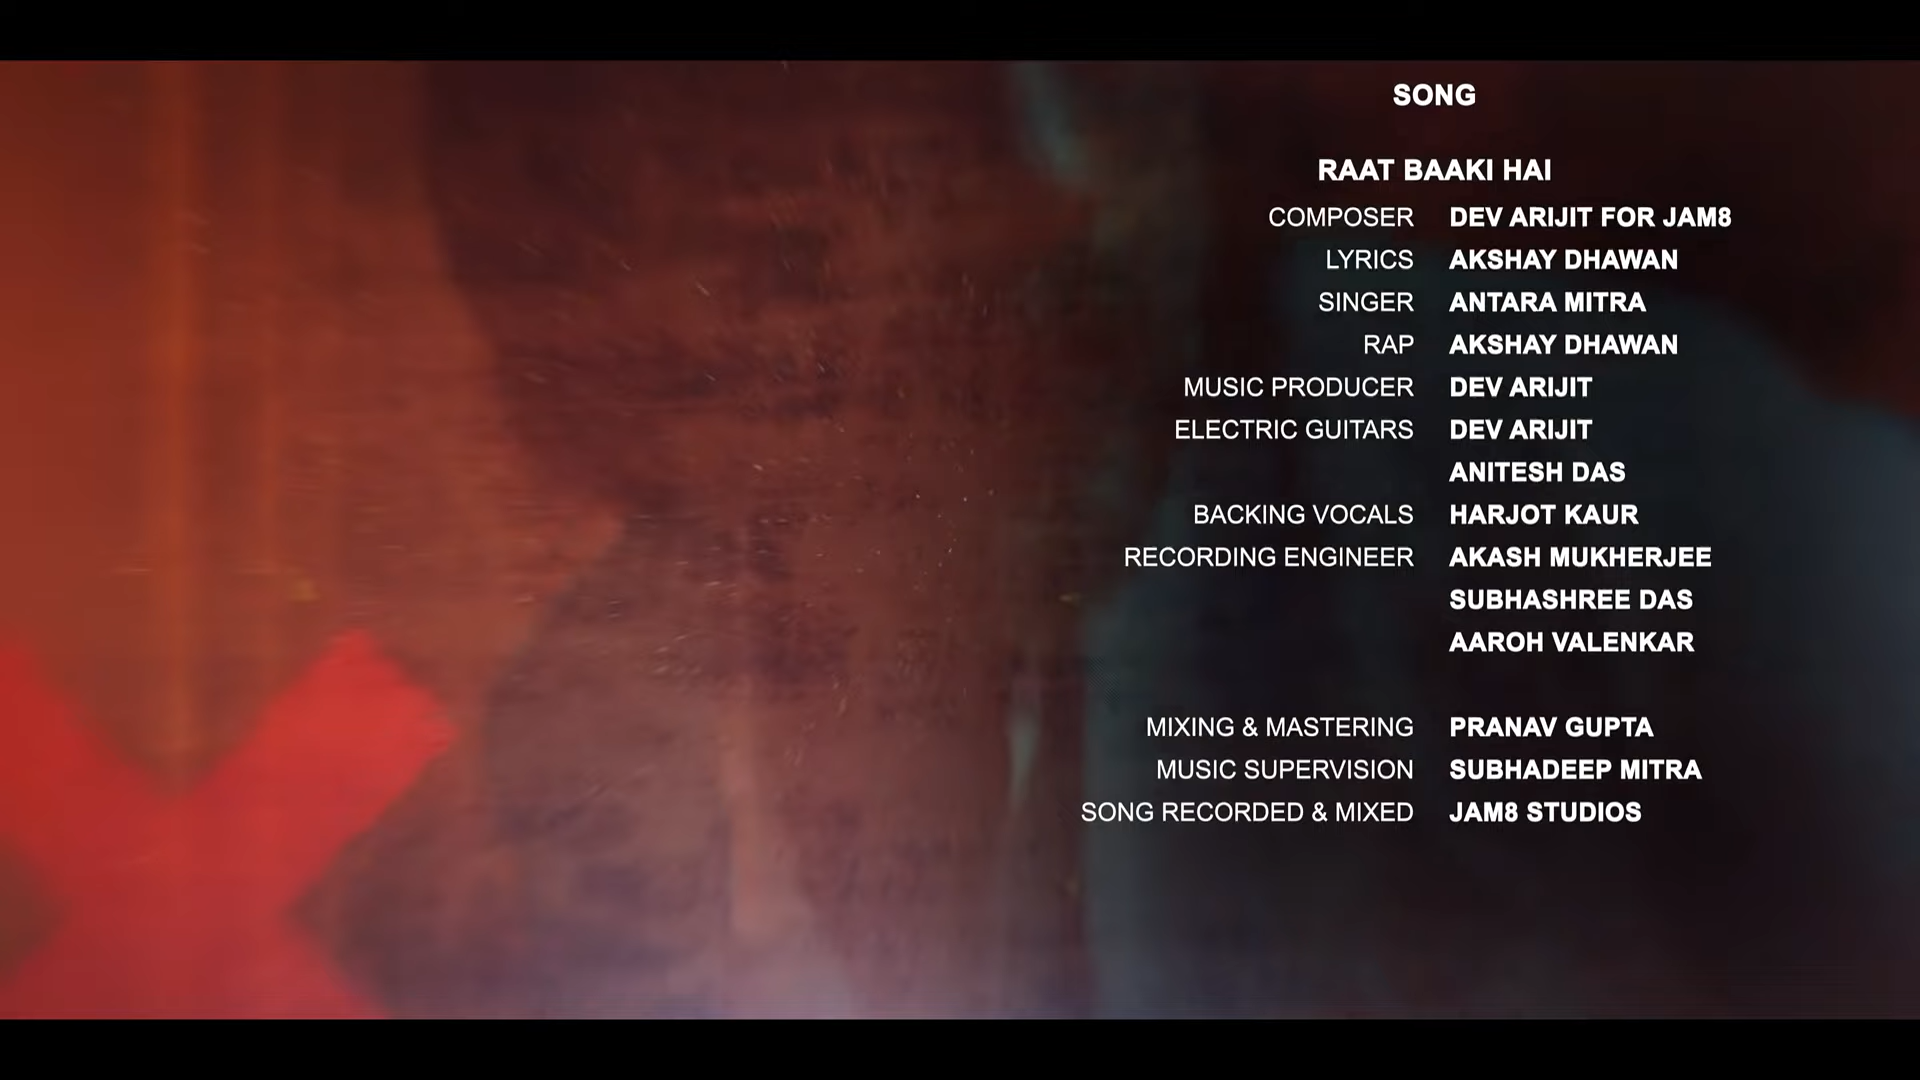 SONG
RAAT BAAKI HAI
COMPOSER DEV ARIJIT FOR JAM8
LYRICS AKSHAY DHAWAN
SINGER ANTARA MITRA
RAP AKSHAY DHAWAN
MUSIC PRODUCER DEV ARIJIT
ELECTRIC GUITARS DEV ARIJIT
ANITESH DAS
BACKING VOCALS HARJOT KAUR
RECORDING ENGINEER AKASH MUKHERJEE
SUBHASHREE DAS
AAROH VALENKAR
MIXING & MASTERING PRANAV GUPTA
MUSIC SUPERVISION SUBHADEEP MITRA
SONG RECORDED & MIXED JAM8 STUDIOS